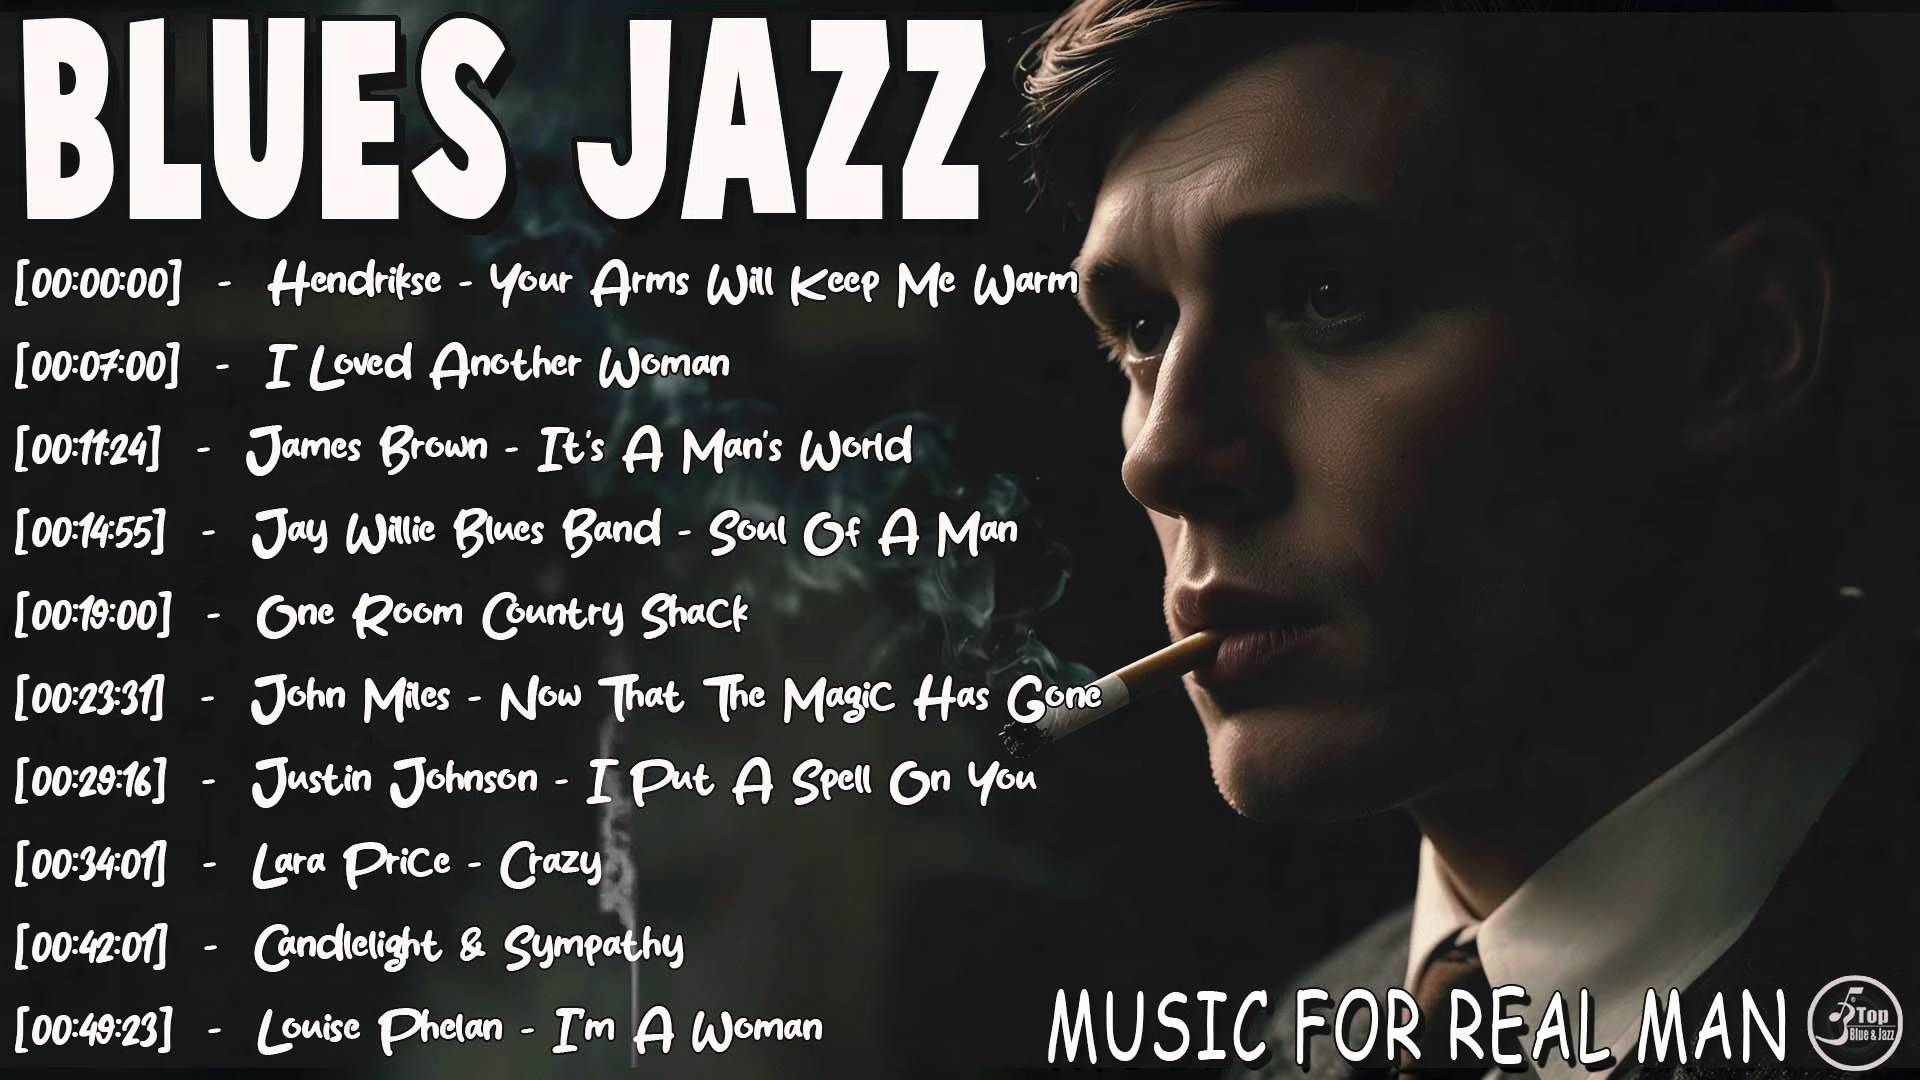 BLUES JAZZ
[00:00:00] - Hendrikse - Your Arms Will Keep Me Warm
[00:07:00] - I Loved Another Woman
[00:11:24] - James Brown - It's A Man's World
[00:14:55] - Jay Willie Blues Band - Soul Of A Man
[00:19:00] - One Room Country Shack
[00:23:31] - John Miles - Now That The Magic Has Gone
[00:29:16] - Justin Johnson - I Put A Spell On You
[00:34:01] - Lara Price - Crazy
[00:42:01] - Candlelight & Sympathy
[00:49:23] - Louise Phelan - I'm A Woman
MUSIC FOR REAL MAN
Top
Blue & Jazz